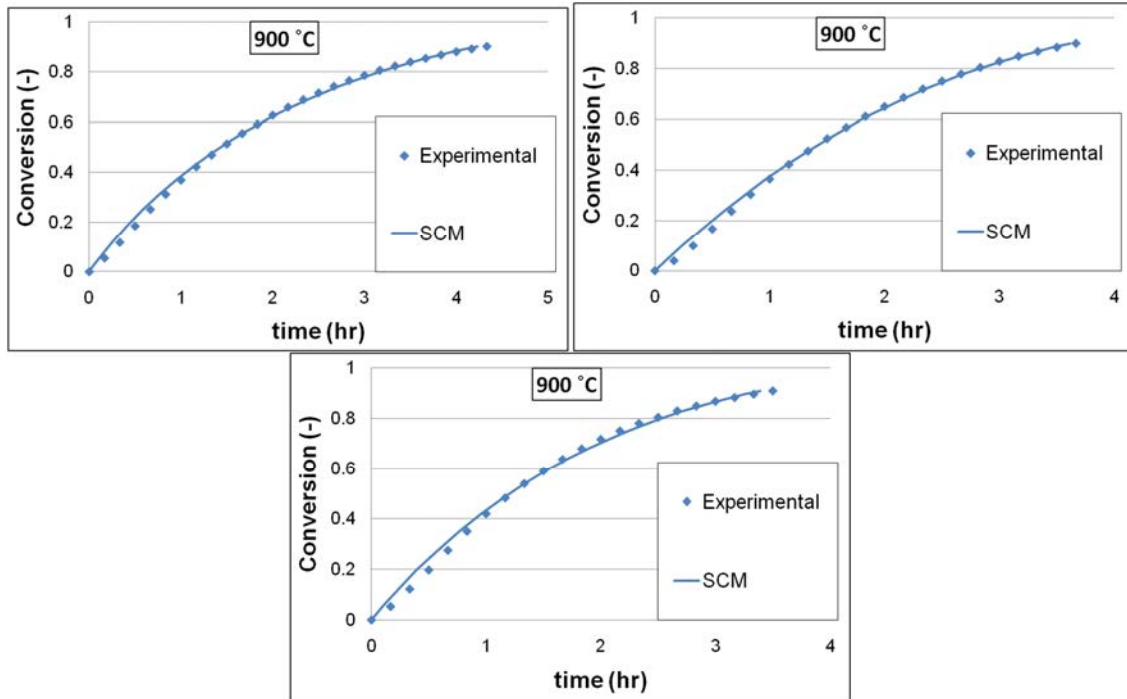 900 °C
Conversion (-)
1
0.8
0.6
0.4
0.2
0
Experimental
SCM
0 1 2 3 4 5
time (hr)
900 °C
Conversion (-)
1
0.8
0.6
0.4
0.2
0
Experimental
SCM
0 1 2 3 4
time (hr)
900 °C
Conversion (-)
1
0.8
0.6
0.4
0.2
0
Experimental
SCM
0 1 2 3 4
time (hr)